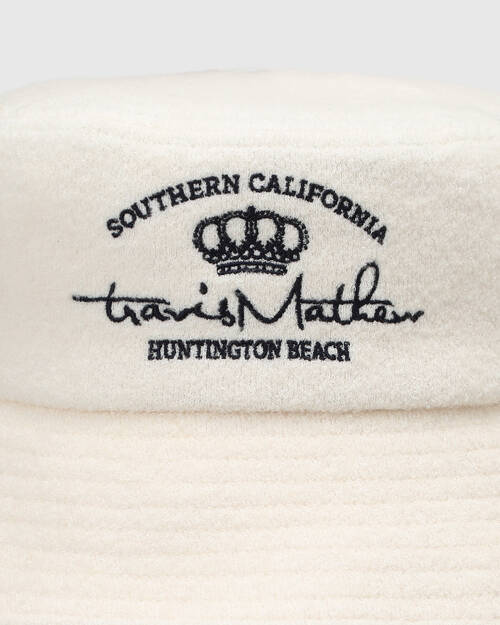 SOUTHERN CALIFORNIA
travisMathew
HUNTINGTON BEACH